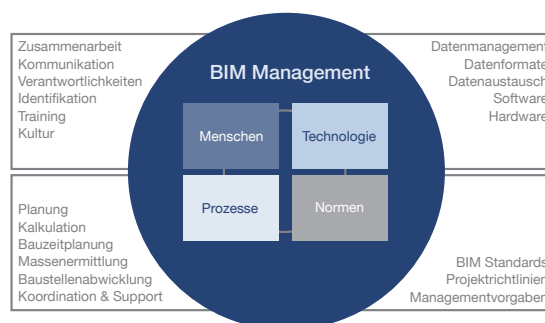 Zusammenarbeit
Kommunikation
Verantwortlichkeiten
Identifikation
Training
Kultur
BIM Management
Datenmanagement
Datenformate
Datenaustausch
Software
Hardware
Menschen
Technologie
Prozesse
Normen
Planung
Kalkulation
Bauzeitplanung
Massenermittlung
Baustellenabwicklung
Koordination & Support
BIM Standards
Projektrichtlinien
Managementvorgaben